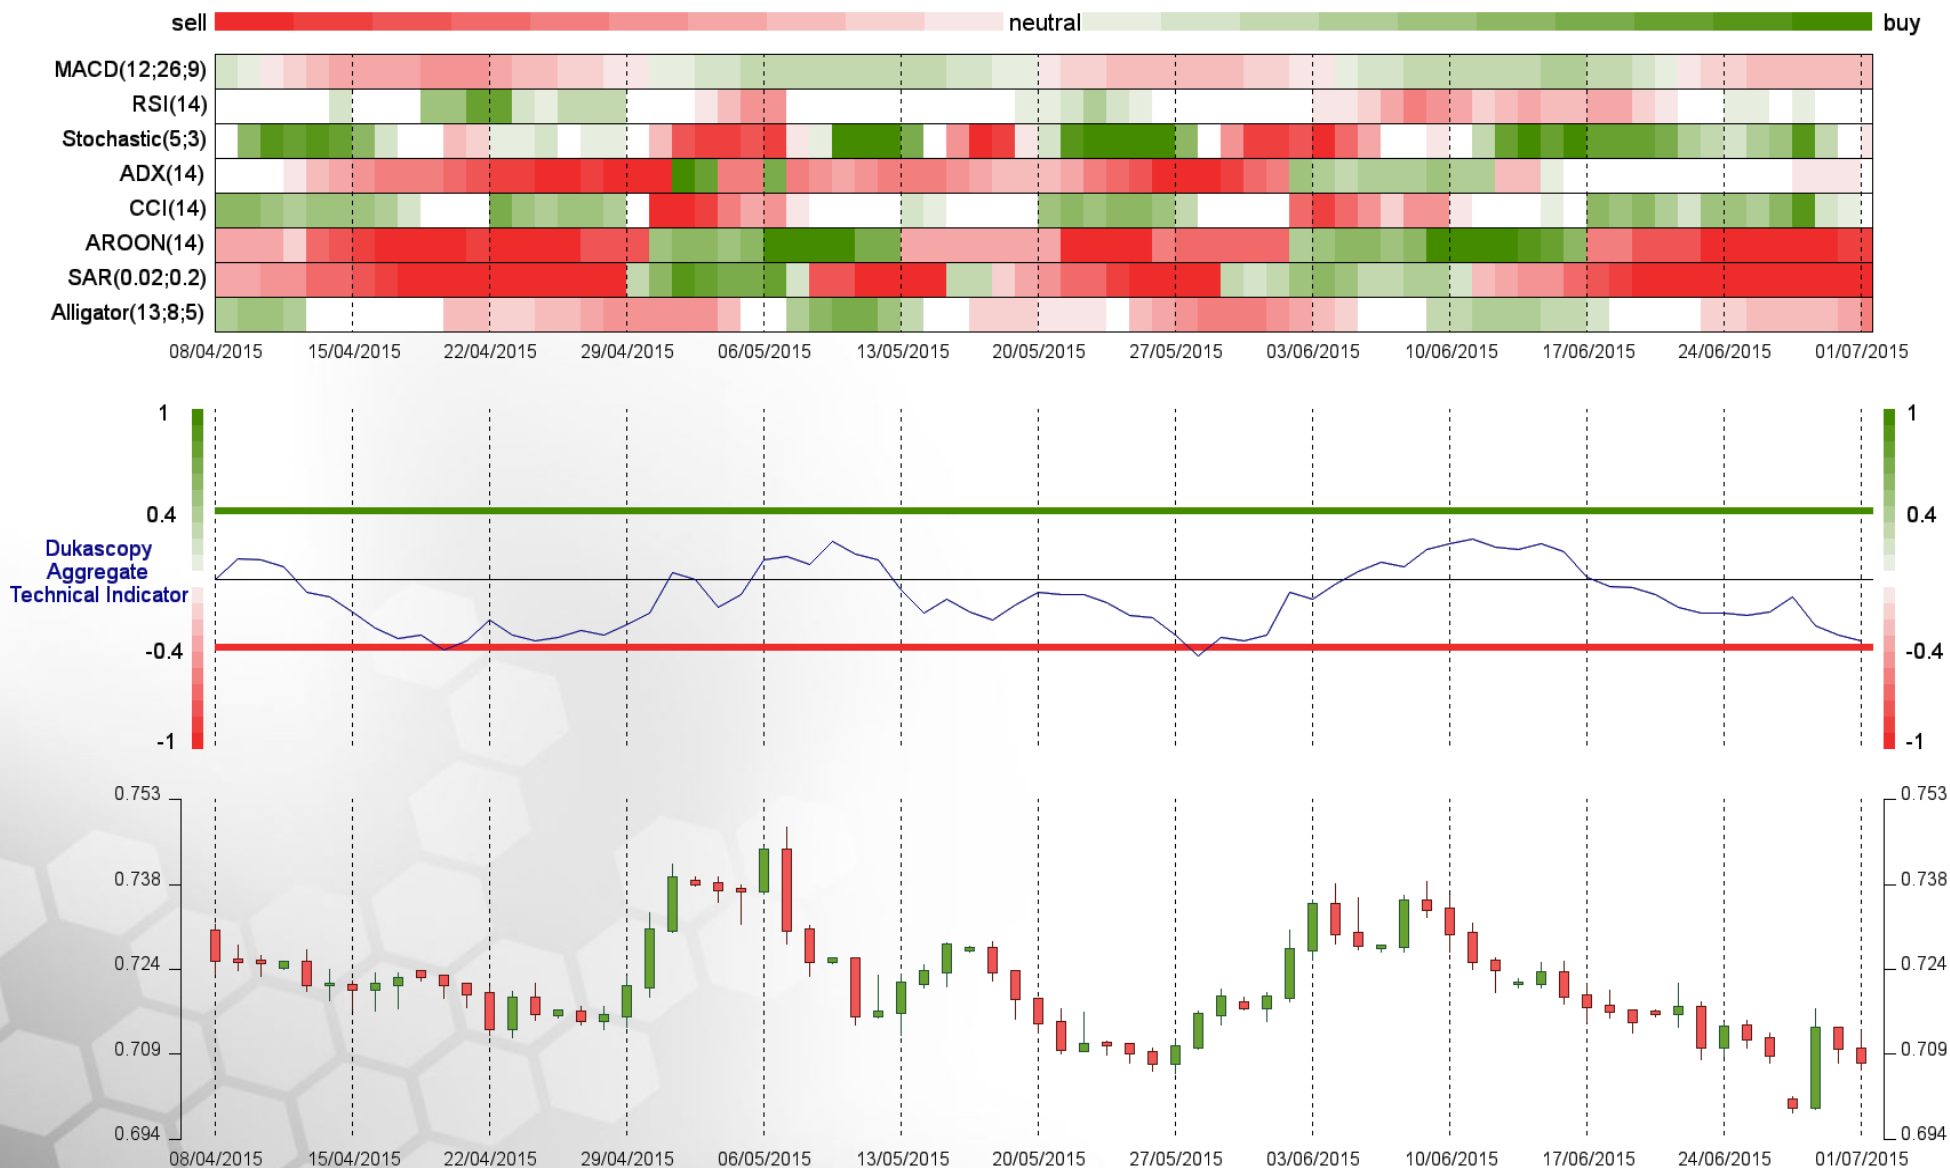 sell neutral buy
MACD(12;26;9)
RSI(14)
Stochastic(5;3)
ADX(14)
CCI(14)
AROON(14)
SAR(0.02;0.2)
Alligator(13;8;5)
08/04/2015 15/04/2015 22/04/2015 29/04/2015 06/05/2015 13/05/2015 20/05/2015 27/05/2015 03/06/2015 10/06/2015 17/06/2015 24/06/2015 01/07/2015
1 1
0.4 0.4
Dukascopy
Aggregate
Technical Indicator
-0.4 -0.4
-1 -1
0.753 0.753
0.738 0.738
0.724 0.724
0.709 0.709
0.694 0.694
08/04/2015 15/04/2015 22/04/2015 29/04/2015 06/05/2015 13/05/2015 20/05/2015 27/05/2015 03/06/2015 10/06/2015 17/06/2015 24/06/2015 01/07/2015